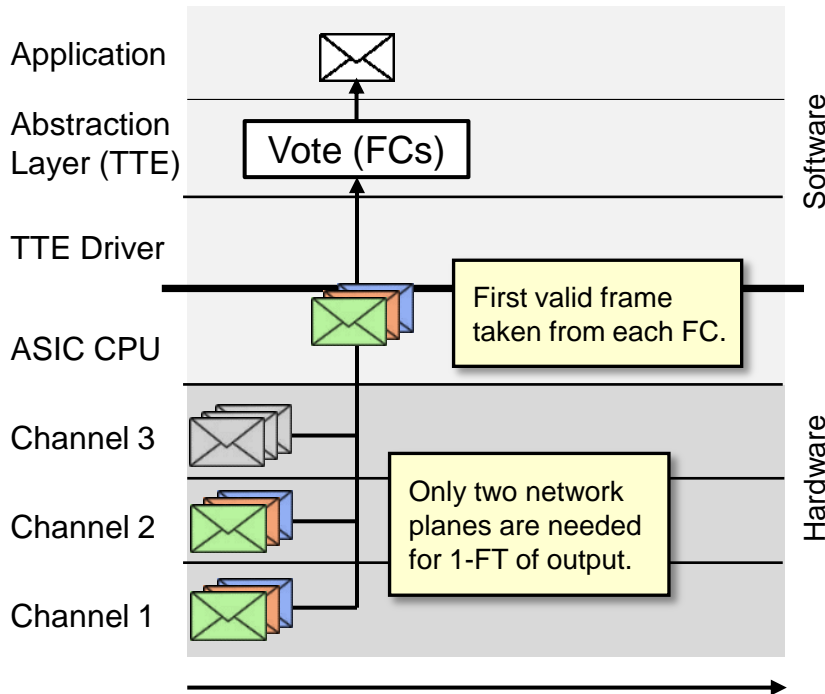 Application
Abstraction
Layer (TTE)
Vote (FCs)
Software
TTE Driver
First valid frame
taken from each FC.
ASIC CPU
Channel 3
Only two network
planes are needed
for 1-FT of output.
Hardware
Channel 2
Channel 1